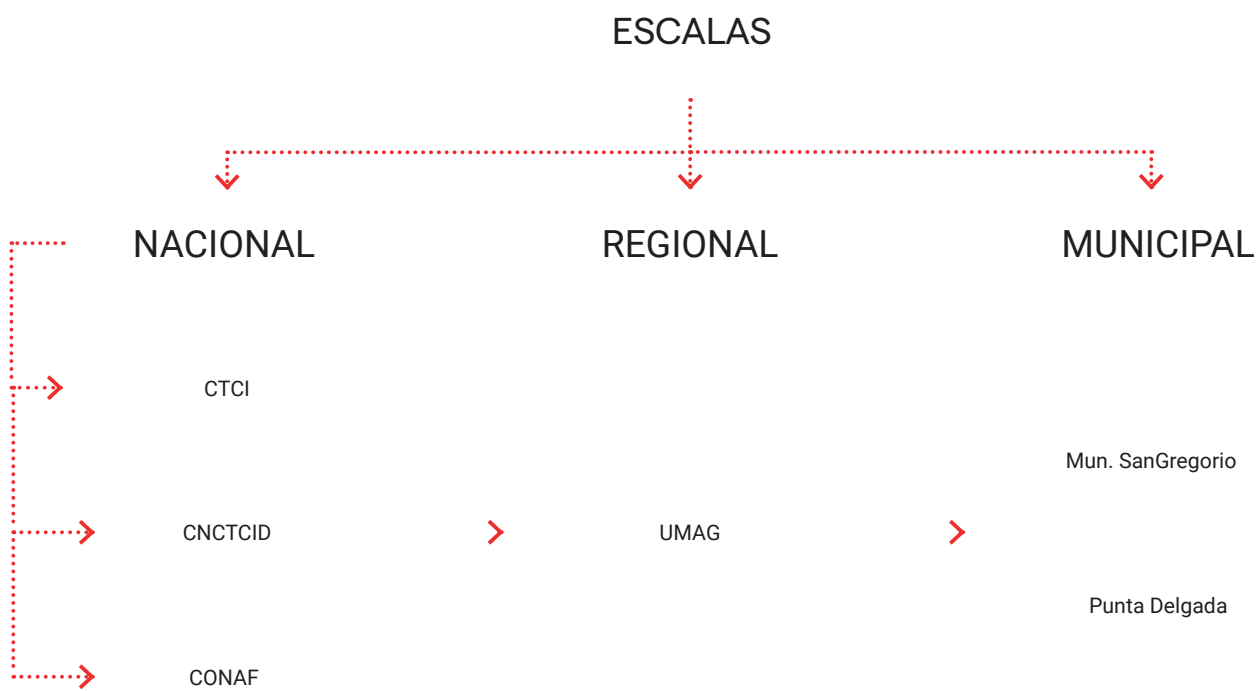 ESCALAS
NACIONAL
REGIONAL
MUNICIPAL
CTCI
Mun. SanGregorio
CNCTCID
UMAG
Punta Delgada
CONAF